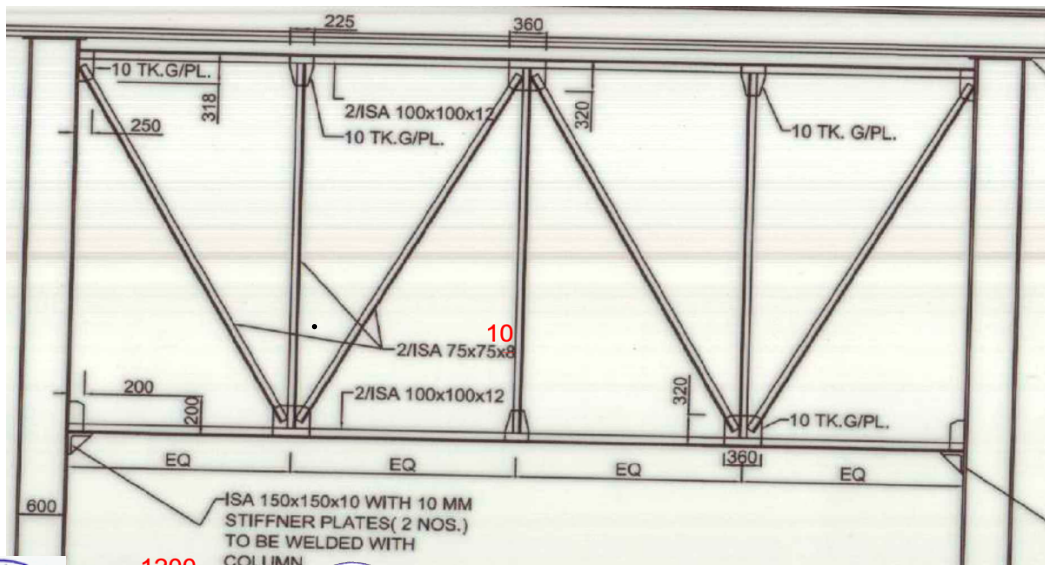 225
360
10 TK.G/PL.
318
2/ISA 100x100x12
320
250
10 TK.G/PL.
10 TK. G/PL.
10
2/ISA 75x75x8
200
2/ISA 100x100x12
200
320
10 TK.G/PL.
EQ
EQ
EQ
360
EQ
600
ISA 150x150x10 WITH 10 MM
STIFFNER PLATES( 2 NOS.)
TO BE WELDED WITH
COLUMN